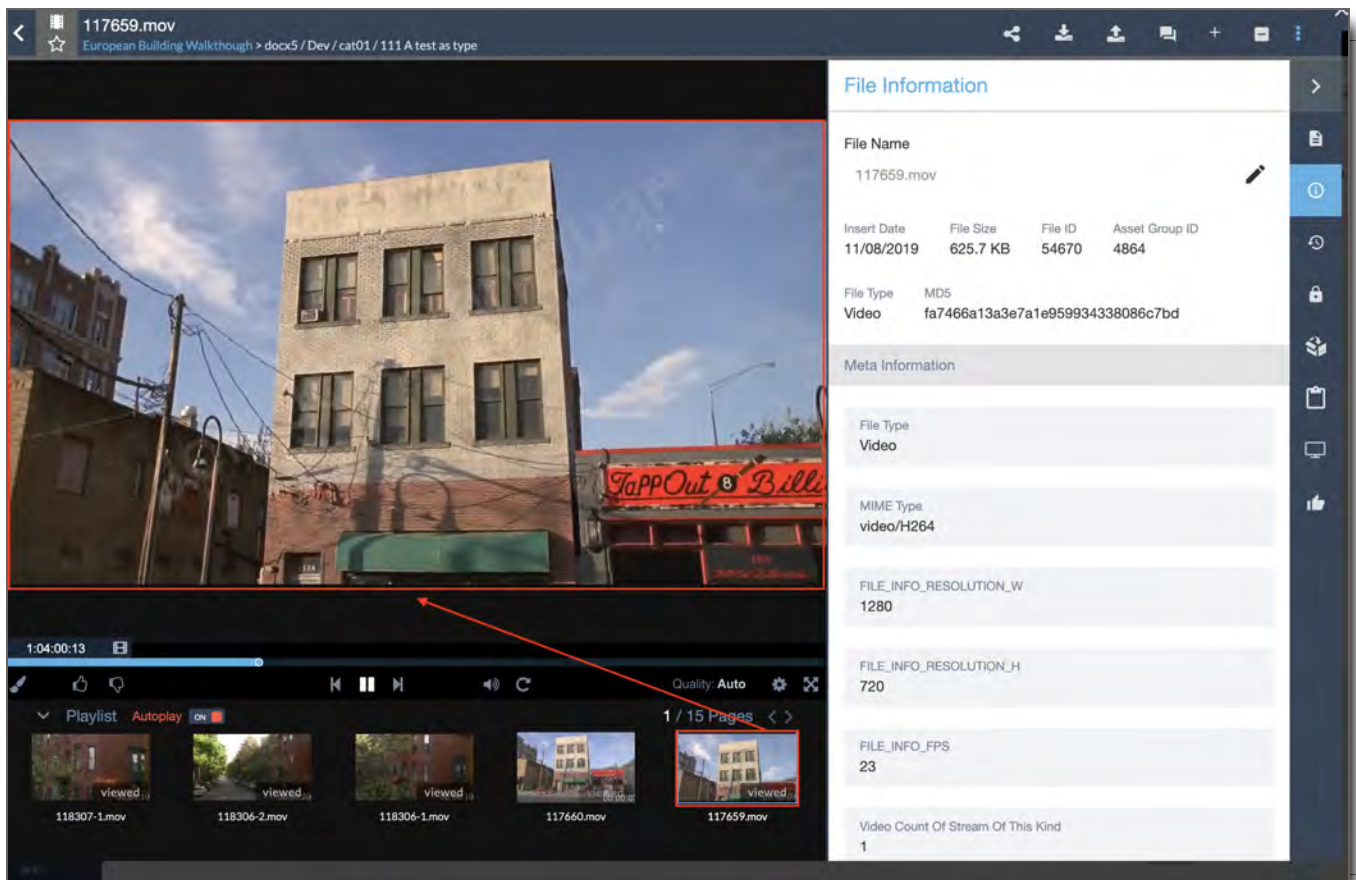 117659.mov
European Building Walkthough > docx5 / Dev / cat01 / 111 A test as type
File Information
File Name
117659.mov
Insert Date File Size File ID Asset Group ID
11/08/2019 625.7 KB 54670 4864
File Type MD5
Video fa7466a13a3e7a1e959934338086c7bd
Meta Information
File Type
Video
MIME Type
video/H264
FILE_INFO_RESOLUTION_W
1280
FILE_INFO_RESOLUTION_H
720
FILE_INFO_FPS
23
Video Count Of Stream Of This Kind
1
TaPPOut 8 Billi
1:04:00:13
Quality: Auto
Playlist Autoplay ON 1 / 15 Pages < >
viewed viewed viewed viewed viewed
118307-1.mov 118306-2.mov 118306-1.mov 117660.mov 117659.mov